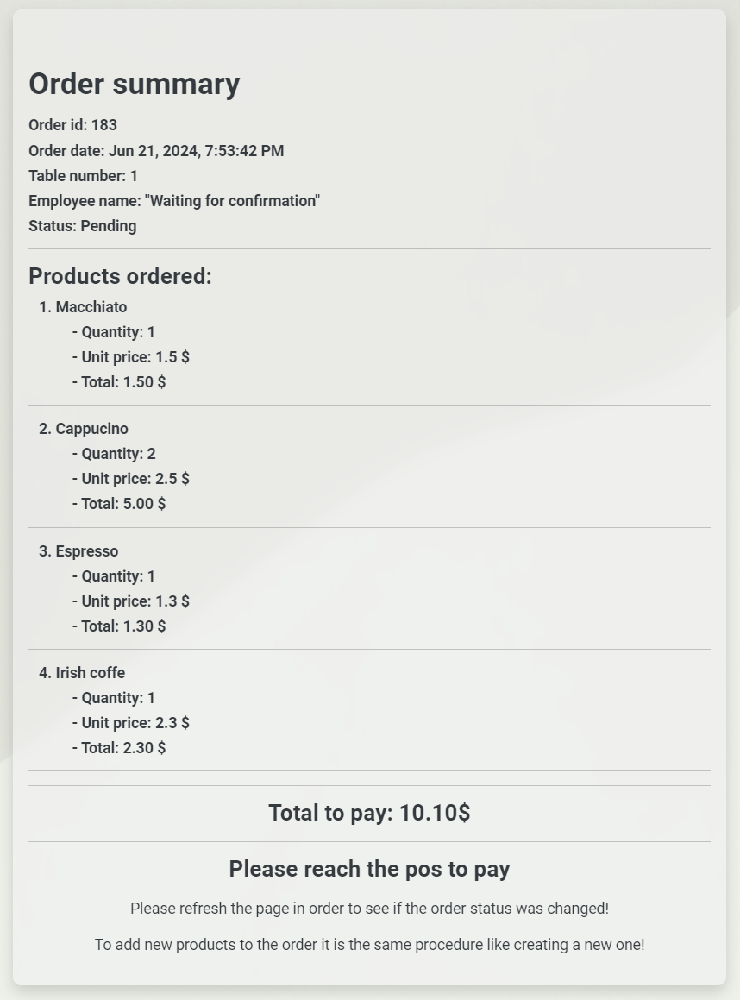 Order summary
Order id: 183
Order date: Jun 21, 2024, 7:53:42 PM
Table number: 1
Employee name: "Waiting for confirmation"
Status: Pending
Products ordered:
1. Macchiato
- Quantity: 1
- Unit price: 1.5 $
- Total: 1.50 $
2. Cappucino
- Quantity: 2
- Unit price: 2.5 $
- Total: 5.00 $
3. Espresso
- Quantity: 1
- Unit price: 1.3 $
- Total: 1.30 $
4. Irish coffe
- Quantity: 1
- Unit price: 2.3 $
- Total: 2.30 $
Total to pay: 10.10$
Please reach the pos to pay
Please refresh the page in order to see if the order status was changed!
To add new products to the order it is the same procedure like creating a new one!